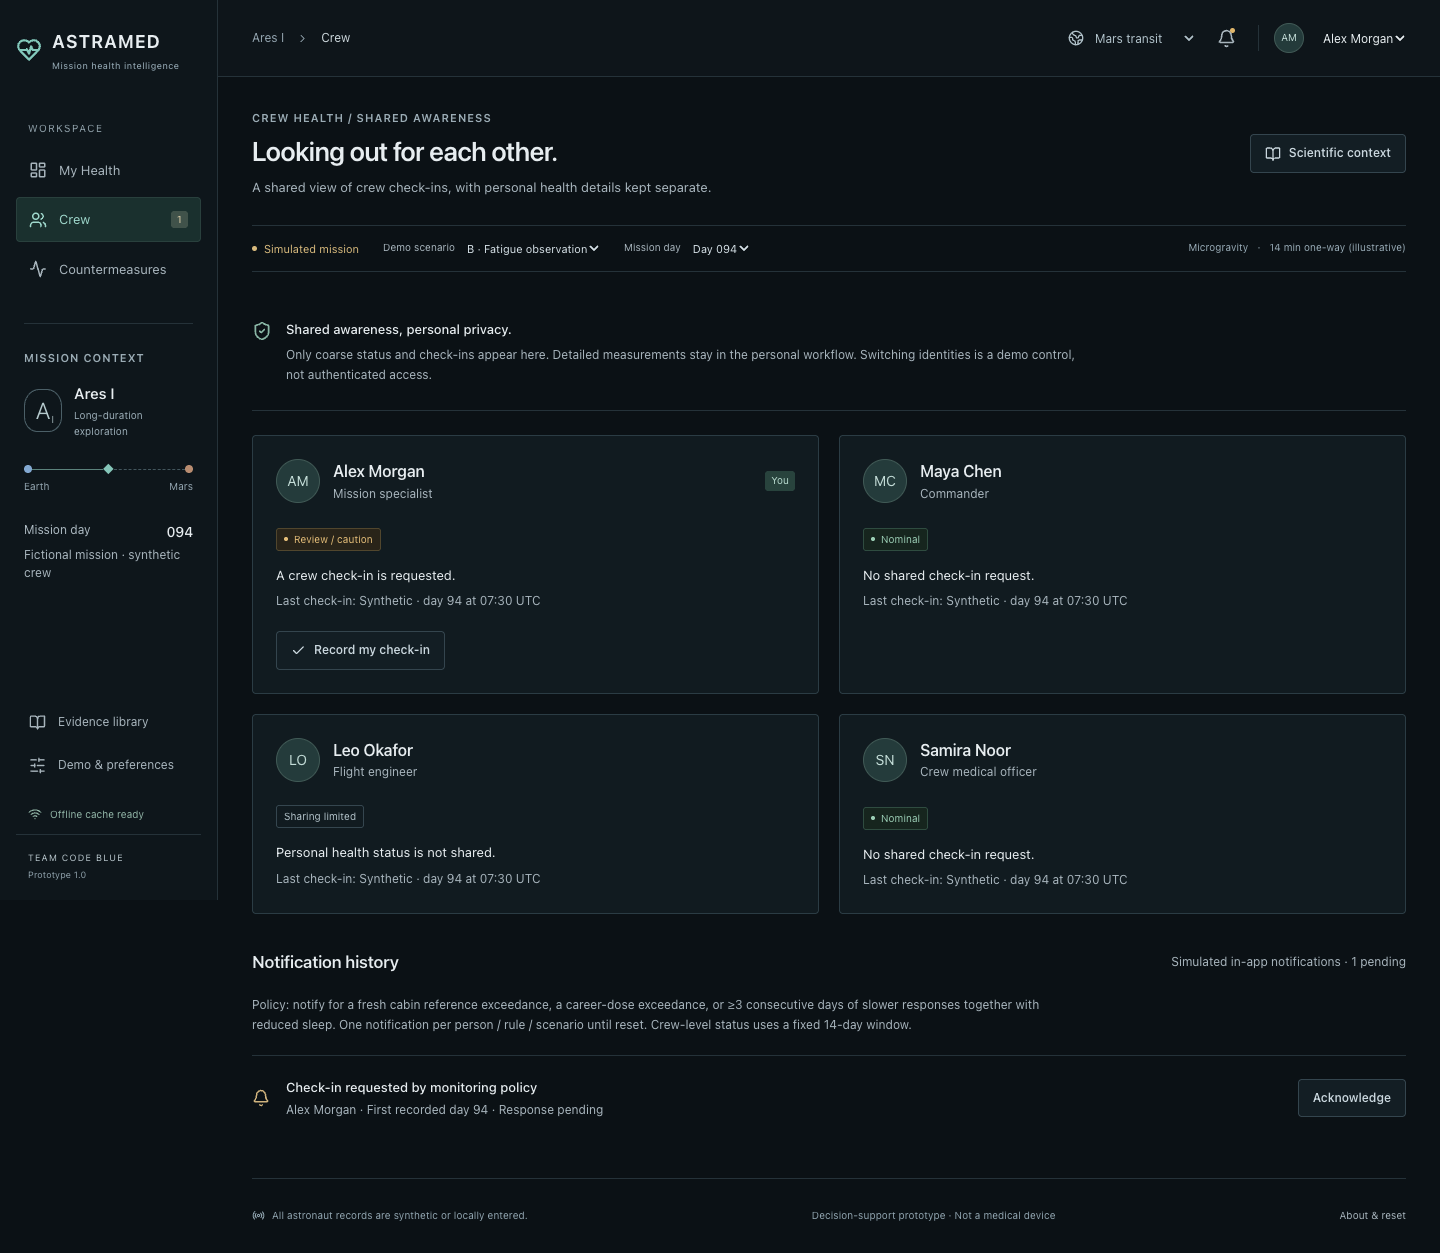 ASTRAMED
Mission health intelligence
WORKSPACE
My Health
Crew
1
Countermeasures
MISSION CONTEXT
A I
Ares I
Long-duration
exploration
Earth
Mars
Mission day
094
Fictional mission · synthetic
crew
Evidence library
Demo & preferences
Offline cache ready
TEAM CODE BLUE
Prototype 1.0
Ares I
Crew
Mars transit
AM
Alex Morgan
CREW HEALTH / SHARED AWARENESS
Looking out for each other.
A shared view of crew check-ins, with personal health details kept separate.
Scientific context
Simulated mission
Demo scenario
B · Fatigue observation
Mission day
Day 094
Microgravity · 14 min one-way (illustrative)
Shared awareness, personal privacy.
Only coarse status and check-ins appear here. Detailed measurements stay in the personal workflow. Switching identities is a demo control,
not authenticated access.
AM
Alex Morgan
Mission specialist
You
Review / caution
A crew check-in is requested.
Last check-in: Synthetic · day 94 at 07:30 UTC
Record my check-in
MC
Maya Chen
Commander
Nominal
No shared check-in request.
Last check-in: Synthetic · day 94 at 07:30 UTC
LO
Leo Okafor
Flight engineer
Sharing limited
Personal health status is not shared.
Last check-in: Synthetic · day 94 at 07:30 UTC
SN
Samira Noor
Crew medical officer
Nominal
No shared check-in request.
Last check-in: Synthetic · day 94 at 07:30 UTC
Notification history
Simulated in-app notifications · 1 pending
Policy: notify for a fresh cabin reference exceedance, a career-dose exceedance, or ≥3 consecutive days of slower responses together with
reduced sleep. One notification per person / rule / scenario until reset. Crew-level status uses a fixed 14-day window.
Check-in requested by monitoring policy
Alex Morgan · First recorded day 94 · Response pending
Acknowledge
All astronaut records are synthetic or locally entered.
Decision-support prototype · Not a medical device
About & reset